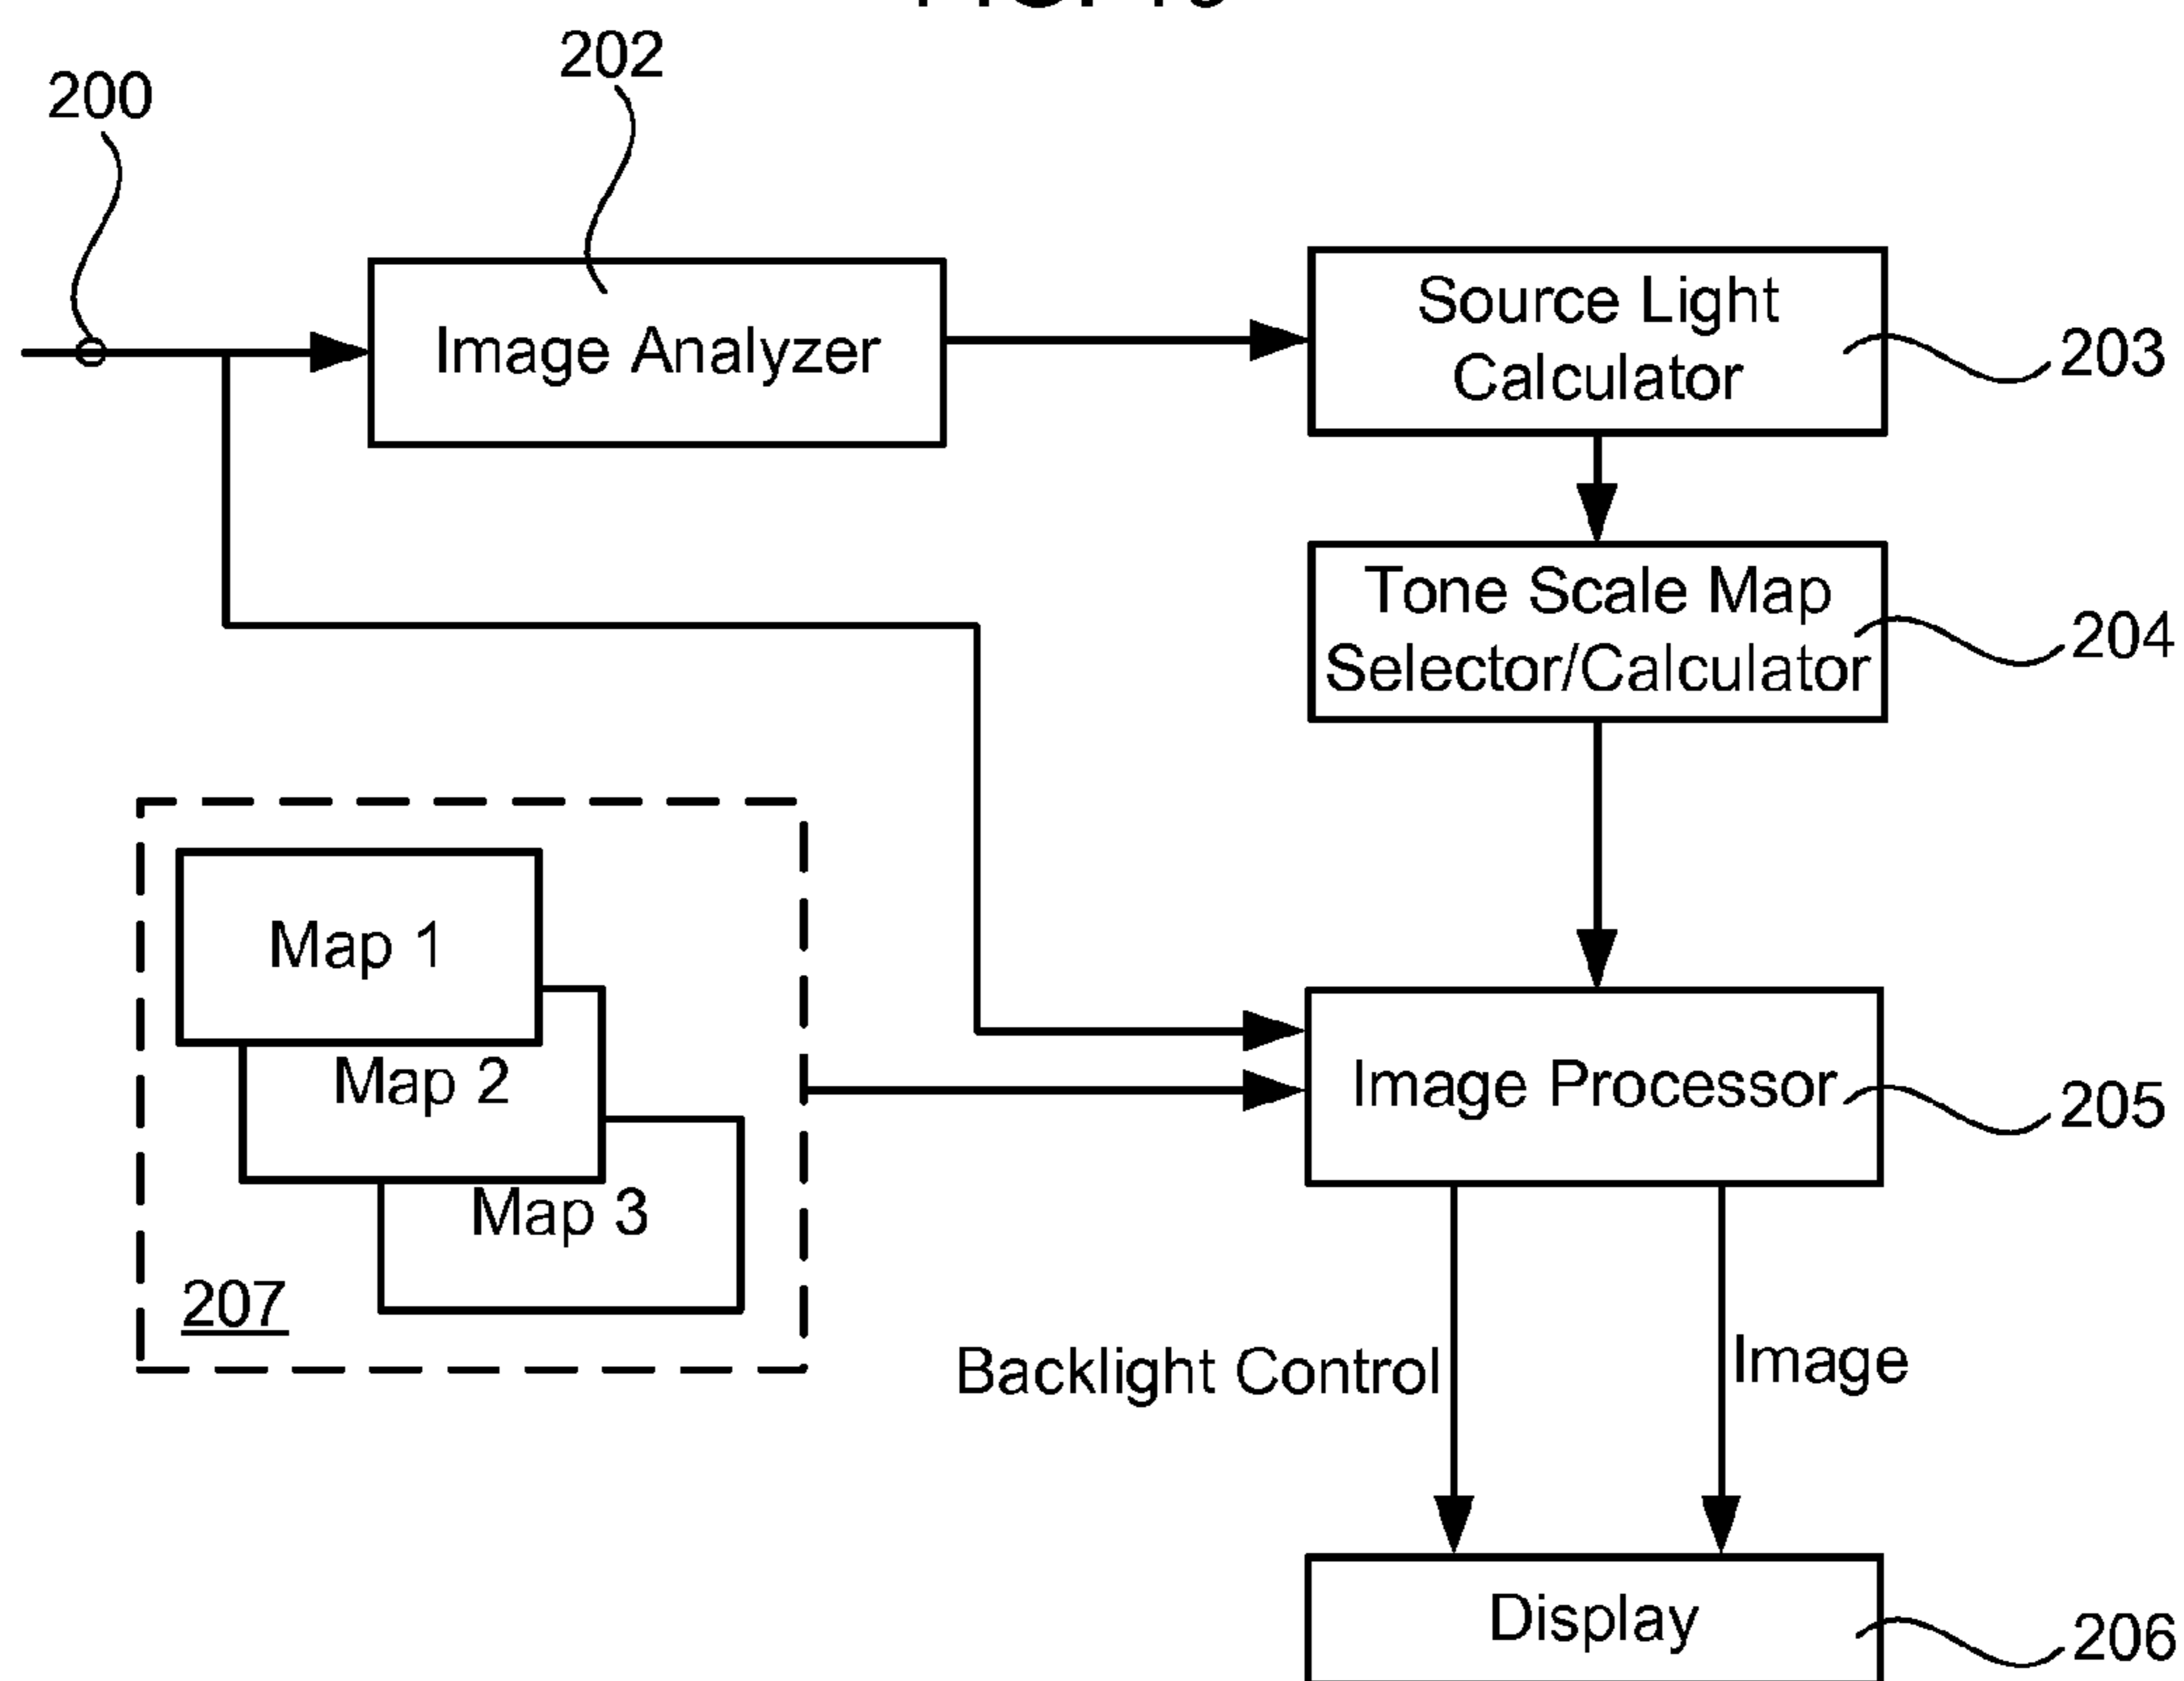 200
202
Image Analyzer
Source Light
Calculator
203
Tone Scale Map
Selector/Calculator
204
Map 1
Map 2
Map 3
207
Image Processor
205
Backlight Control
Image
Display
206